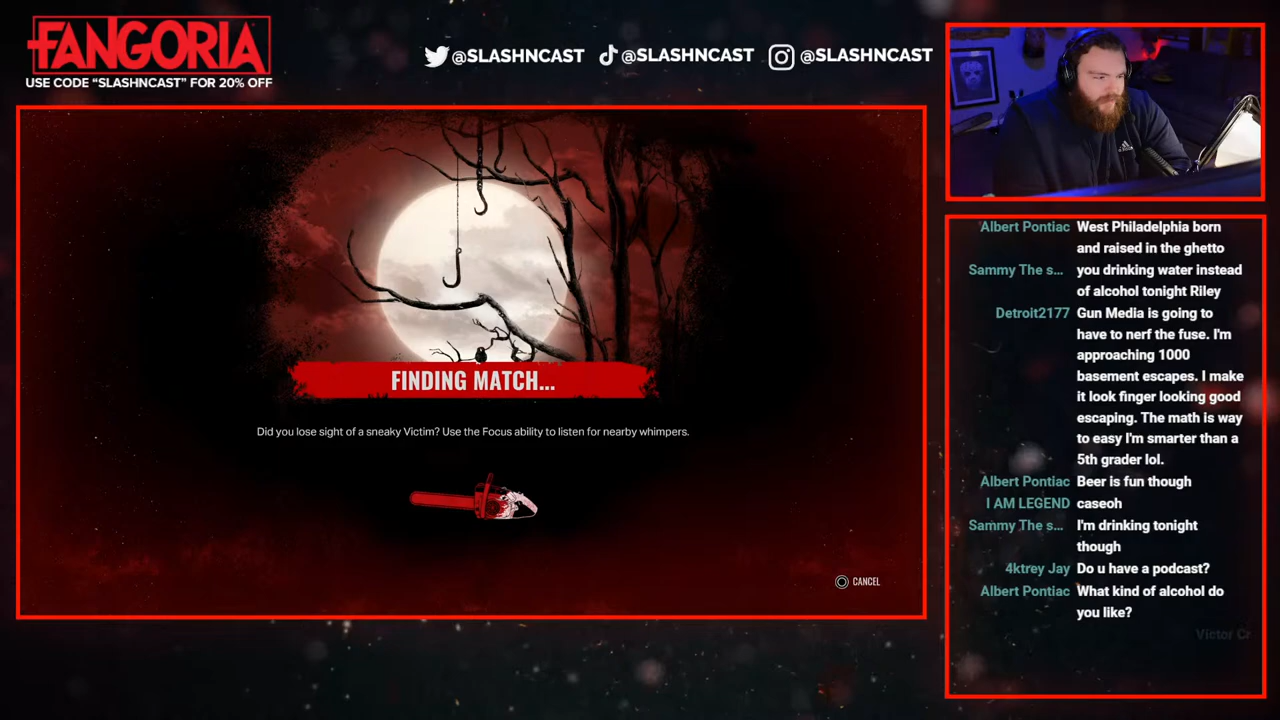 FANGORIA
USE CODE “SLASHNCAST” FOR 20% OFF
@SLASHNCAST @SLASHNCAST @SLASHNCAST
FINDING MATCH...
Did you lose sight of a sneaky Victim? Use the Focus ability to listen for nearby whimpers.
CANCEL
Albert Pontiac West Philadelphia born
and raised in the ghetto
Sammy The s... you drinking water instead
of alcohol tonight Riley
Detroit2177 Gun Media is going to
have to nerf the fuse. I'm
approaching 1000
basement escapes. I make
it look finger looking good
escaping. The math is way
to easy I'm smarter than a
5th grader lol.
Albert Pontiac Beer is fun though
I AM LEGEND caseoh
Sammy The s... I'm drinking tonight
though
4ktrey Jay Do u have a podcast?
Albert Pontiac What kind of alcohol do
you like?
Victor Cr